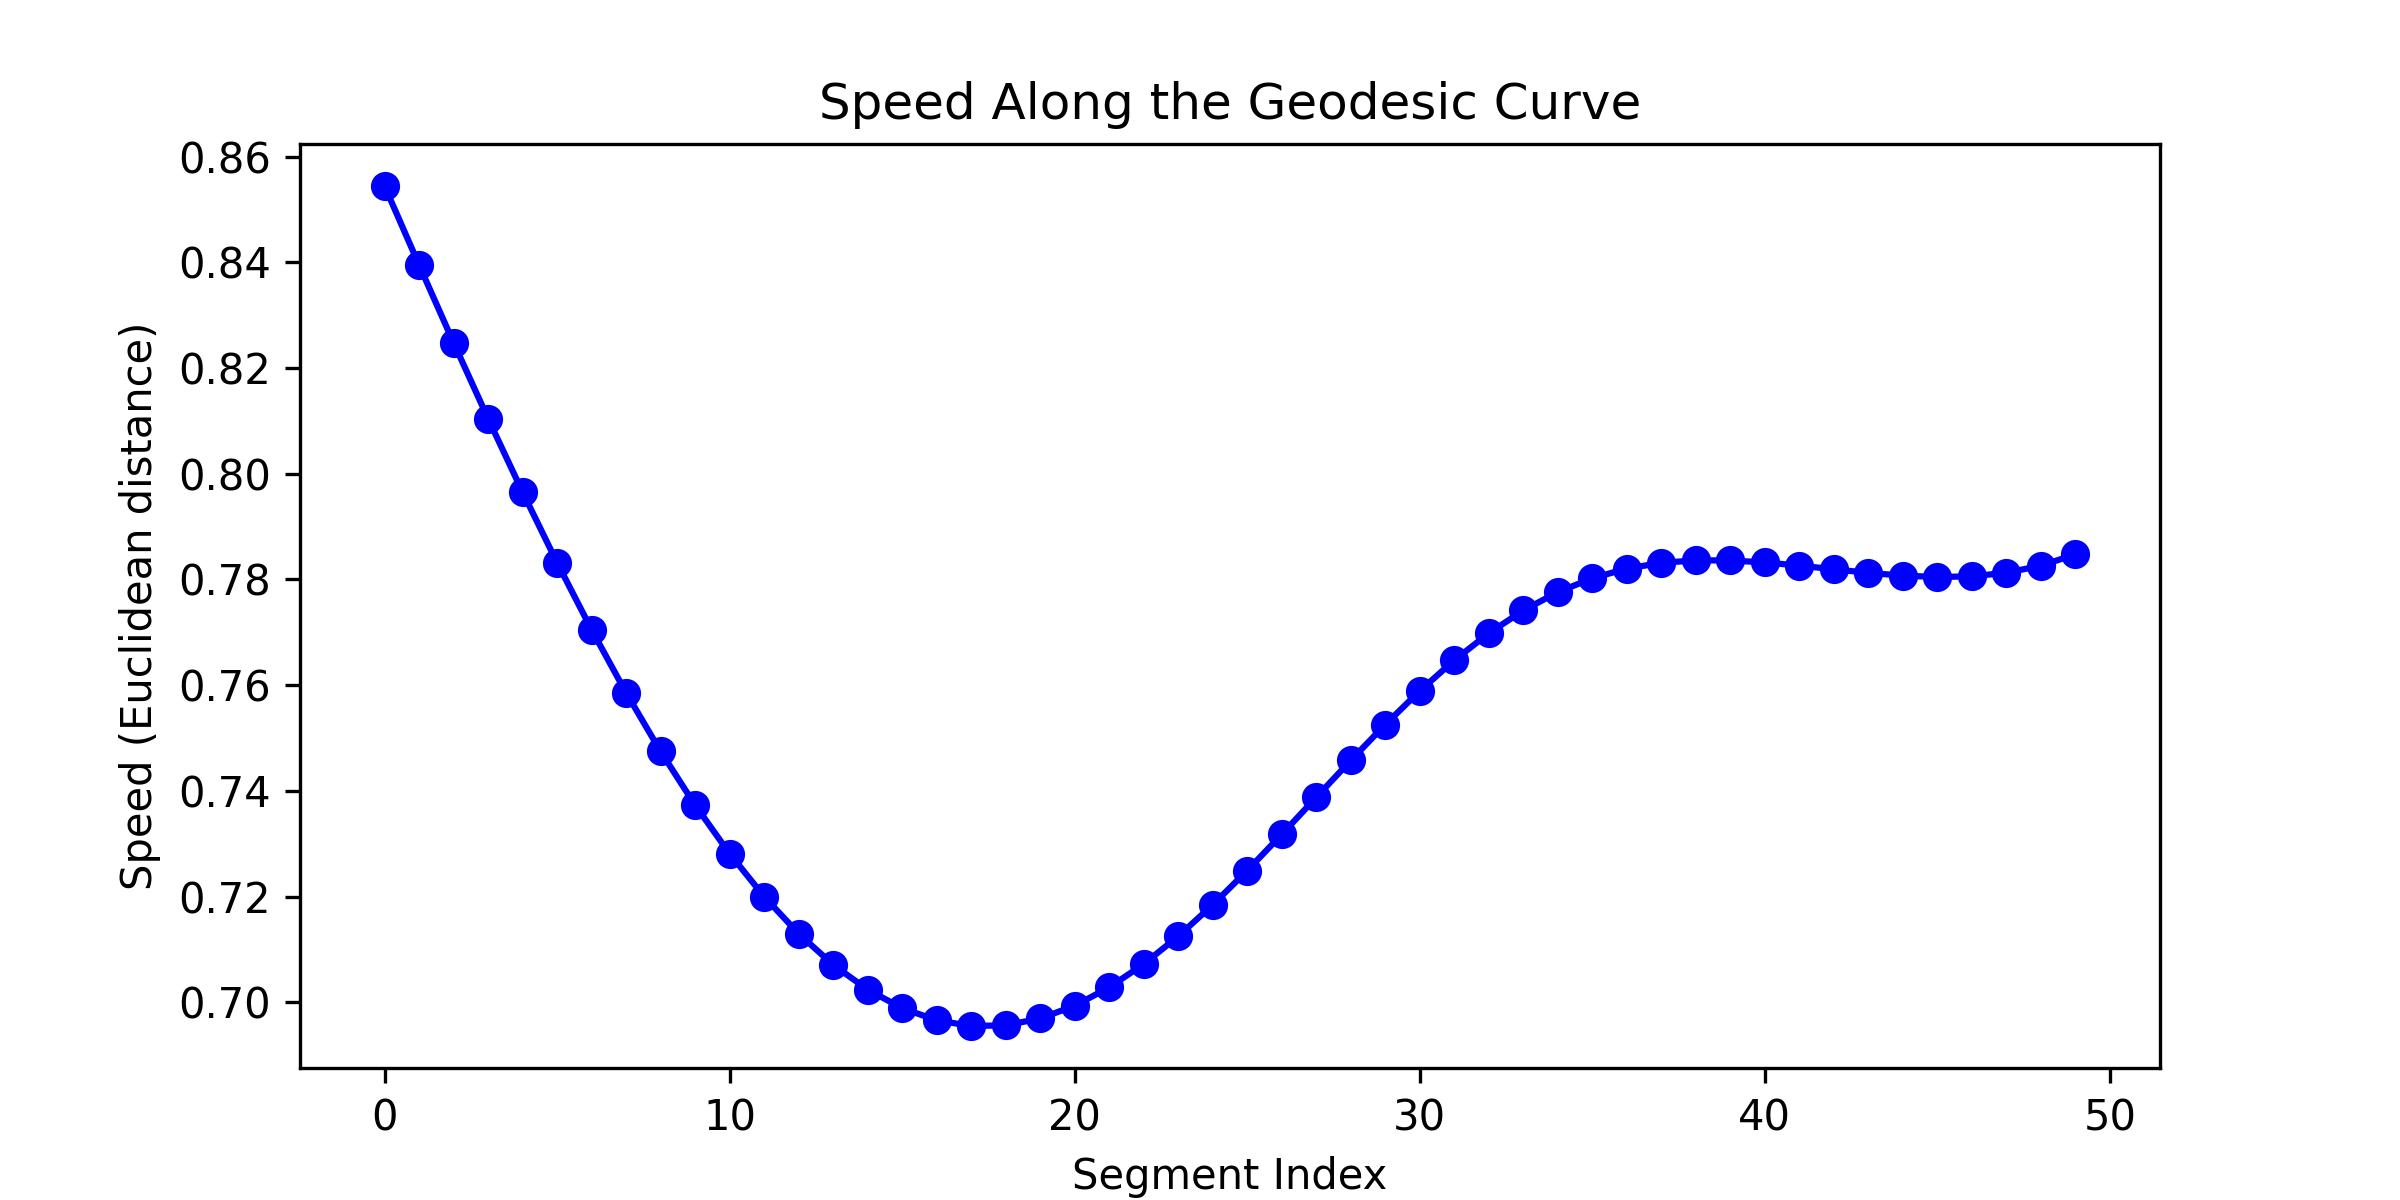 Speed Along the Geodesic Curve
0.86
0.84
0.82
0.80
0.78
0.76
0.74
0.72
0.70
Speed (Euclidean distance)
0 10 20 30 40 50
Segment Index